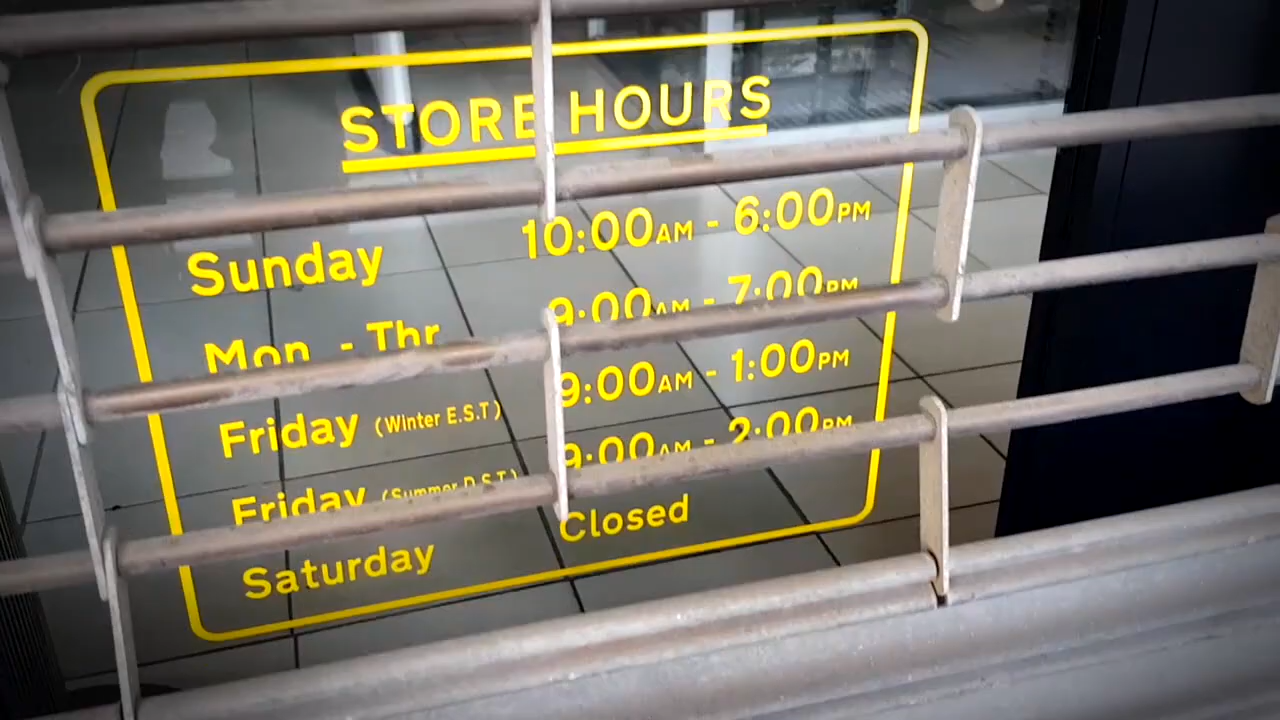 STORE HOURS
Sunday 10:00AM - 6:00PM
Mon - Thr 9:00AM - 7:00PM
Friday (Winter E.S.T) 9:00AM - 1:00PM
Friday (Summer D.S.T) 9:00AM - 2:00PM
Saturday Closed